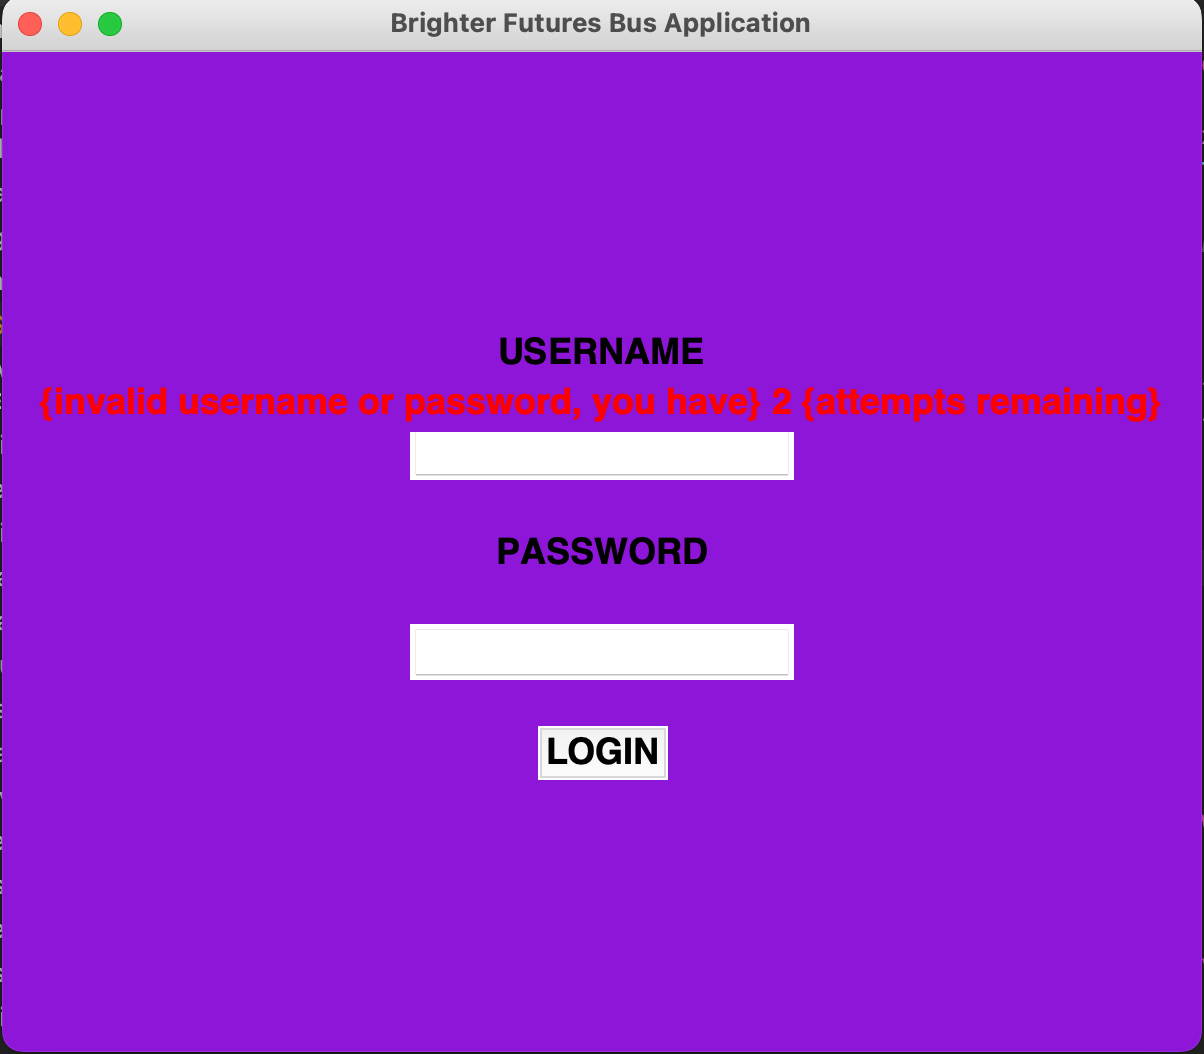 Brighter Futures Bus Application
USERNAME
{invalid username or password, you have} 2 {attempts remaining}
PASSWORD
LOGIN